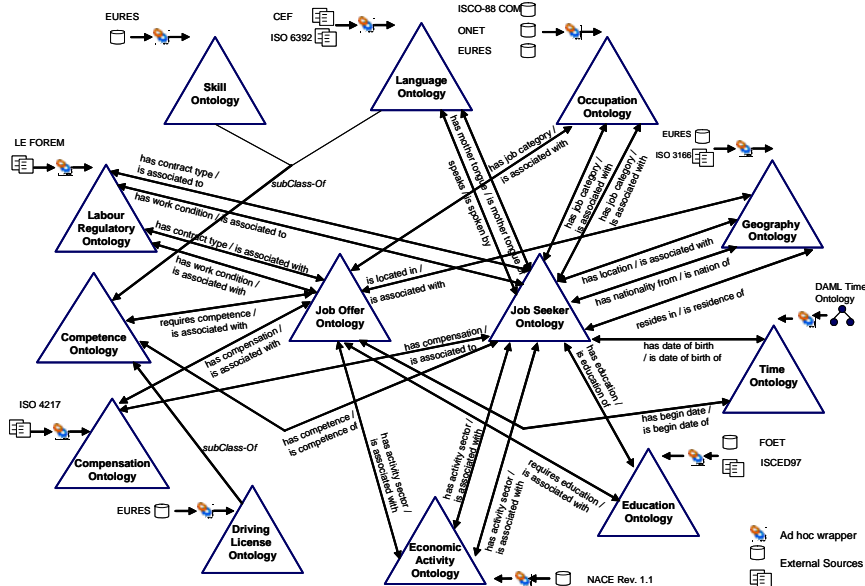 EURES
CEF
ISO 6392
ISCO-88 COM
ONET
EURES
Skill
Ontology
Language
Ontology
Occupation
Ontology
LE FOREM
EURES
ISO 3166
has contract type /
is associated to
subClass-Of
has mother tongue / is mother tongue
speaks / is spoken by
has job category /
is associated with
has job category /
is associated with
has job category /
is associated with
has work condition / is associated to
Labour
Regulatory
Ontology
Geography
Ontology
has contract type / is associated with
has work condition /
is associated with
is located in /
is associated with
has location / is associated with
has nationality from / is nation of
resides in / is residence of
DAML Time
Ontology
Job Offer
Ontology
Job Seeker
Ontology
requires competence /
is associated with
Competence
Ontology
has compensation /
is associated with
has compensation /
is associated to
has date of birth
/ is date of birth of
has education /
is education of
Time
Ontology
ISO 4217
has begin date /
is begin date of
has competence /
is competence of
subClass-Of
Compensation
Ontology
has activity sector /
is associated with
has activity sector /
is associated with
has activity sector /
is associated with
requires education /
is associated with
FOET
ISCED97
Education
Ontology
EURES
Driving
License
Ontology
Economic
Activity
Ontology
NACE Rev. 1.1
Ad hoc wrapper
External Sources